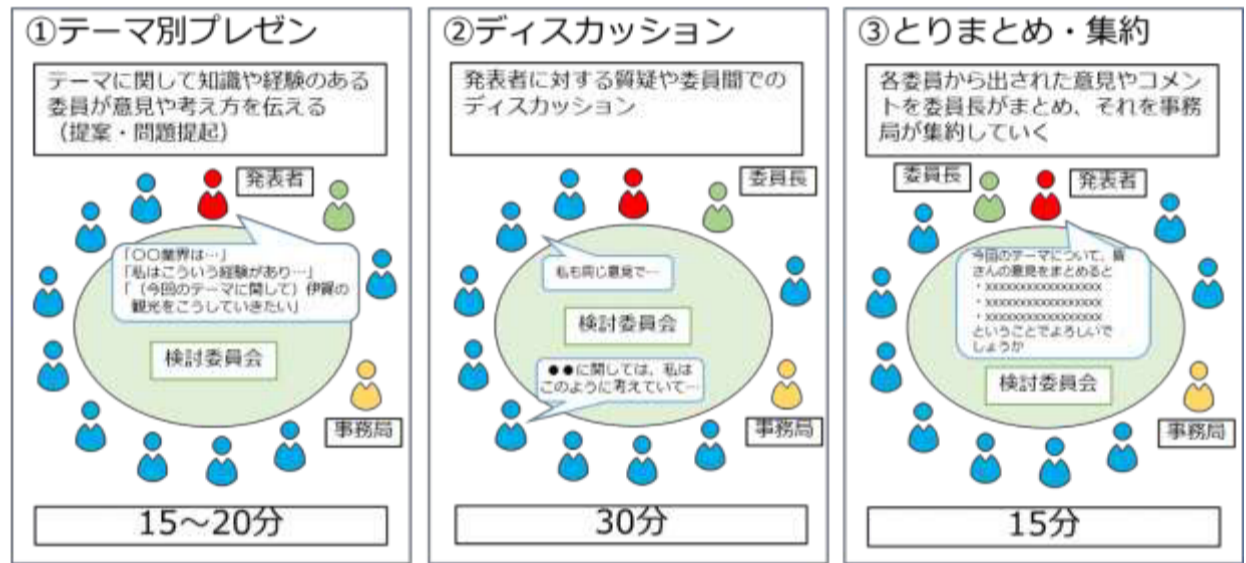 ①テーマ別プレゼン
テーマに関して知識や経験のある
委員が意見や考え方を伝える
（提案・問題提起）
発表者
「〇〇業界は…」
「私はこういう経験があり…」
「（今回のテーマに関して）伊賀の
観光をこうしていきたい」
検討委員会
事務局
15～20分
②ディスカッション
発表者に対する質疑や委員間での
ディスカッション
委員長
私も同じ意見で…
検討委員会
●●に関しては、私は
このように考えていて…
事務局
30分
③とりまとめ・集約
各委員から出された意見やコメン
トを委員長がまとめ、それを事務
局が集約していく
委員長
発表者
今回のテーマについて、皆
さんの意見をまとめると
・xxxxxxxxxxxxxxxxx
・xxxxxxxxxxxxxxxxx
・xxxxxxxxxxxxxxxxx
ということでよろしいで
しょうか
検討委員会
事務局
15分